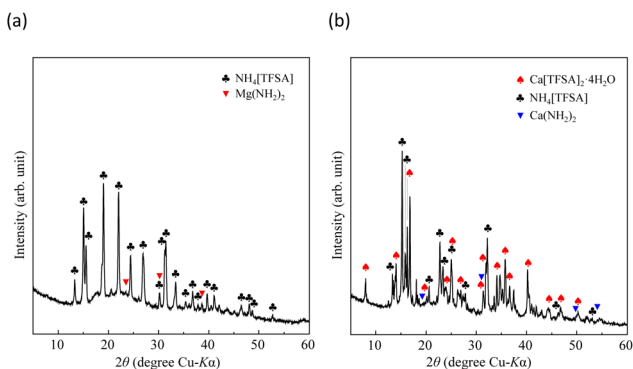 (a)
(b)
♣ NH₄[TFSA]
▼ Mg(NH₂)₂
♠ Ca[TFSA]₂·4H₂O
♣ NH₄[TFSA]
▼ Ca(NH₂)₂
Intensity (arb. unit)
Intensity (arb. unit)
10 20 30 40 50 60
10 20 30 40 50 60
2θ (degree Cu-Kα)
2θ (degree Cu-Kα)